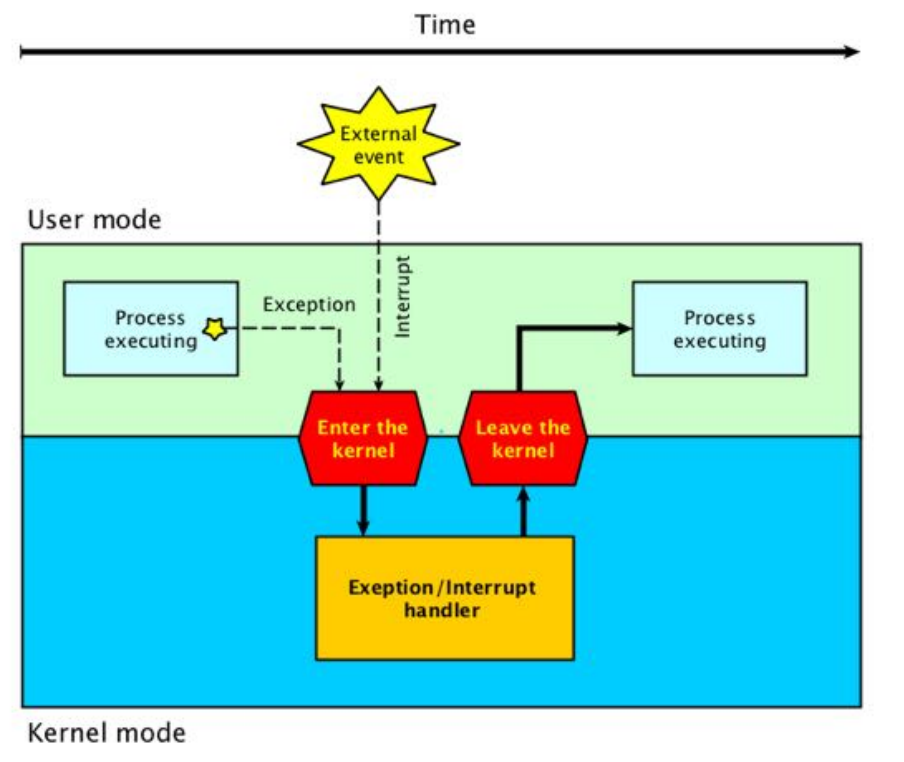 Time
External
event
User mode
Process
executing
Exception
Interrupt
Process
executing
Enter the
kernel
Leave the
kernel
Exeption/Interrupt
handler
Kernel mode